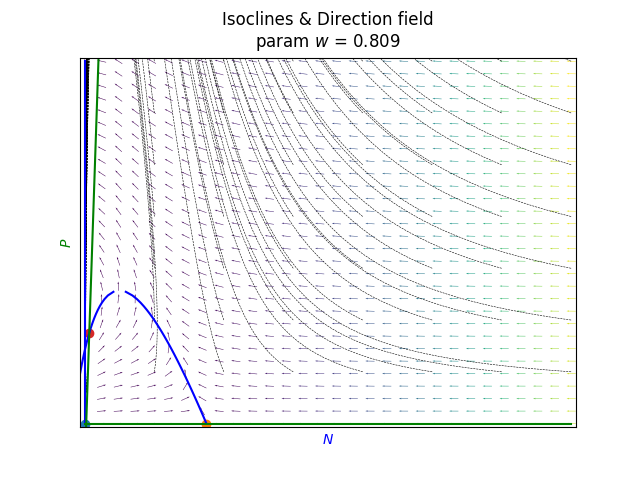 Isoclines & Direction field
param w = 0.809
P
N